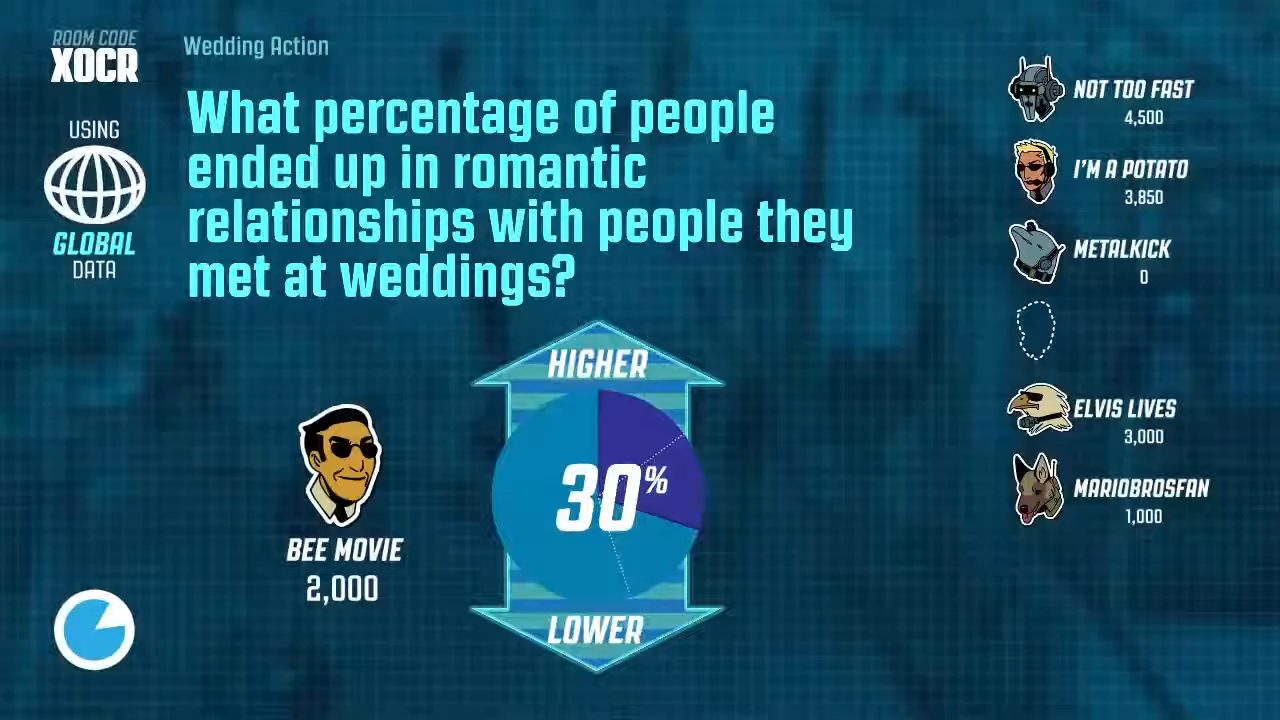 ROOM CODE
XOCR
USING
GLOBAL
DATA
Wedding Action
What percentage of people
ended up in romantic
relationships with people they
met at weddings?
HIGHER
30%
LOWER
BEE MOVIE
2,000
NOT TOO FAST
4,500
I'M A POTATO
3,850
METALKICK
0
ELVIS LIVES
3,000
MARIOBROSFAN
1,000